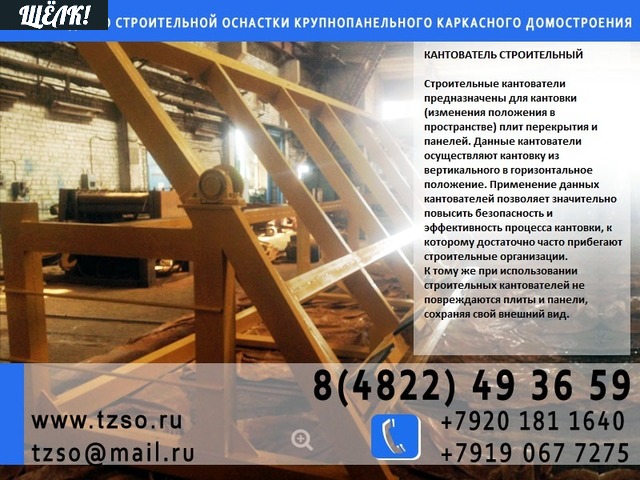 ЩЁЛК!
О СТРОИТЕЛЬНОЙ ОСНАСТКИ КРУПНОПАНЕЛЬНОГО КАРКАСНОГО ДОМОСТРОЕНИЯ
КАНТОВАТЕЛЬ СТРОИТЕЛЬНЫЙ
Строительные кантователи
предназначены для кантовки
(изменения положения в
пространстве) плит перекрытия и
панелей. Данные кантователи
осуществляют кантовку из
вертикального в горизонтальное
положение. Применение данных
кантователей позволяет значительно
повысить безопасность и
эффективность процесса кантовки, к
которому достаточно часто прибегают
строительные организации.
К тому же при использовании
строительных кантователей не
повреждаются плиты и панели,
сохраняя свой внешний вид.
8(4822) 49 36 59
www.tzso.ru
+7920 181 1640
tzso@mail.ru
+7919 067 7275